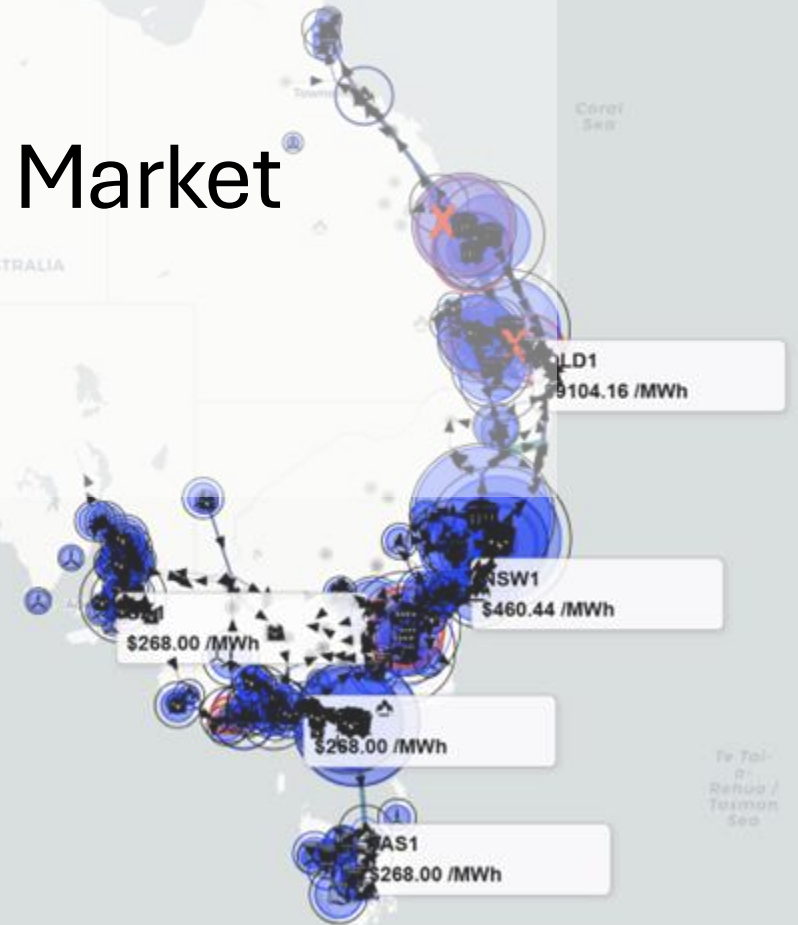 Coral
Sea
Market
TRALIA
LD1
9104.16 /MWh
NSW1
$460.44 /MWh
$268.00 /MWh
$268.00 /MWh
Te Tai-
o-
Rehua /
Tasman
Sea
AS1
$268.00 /MWh